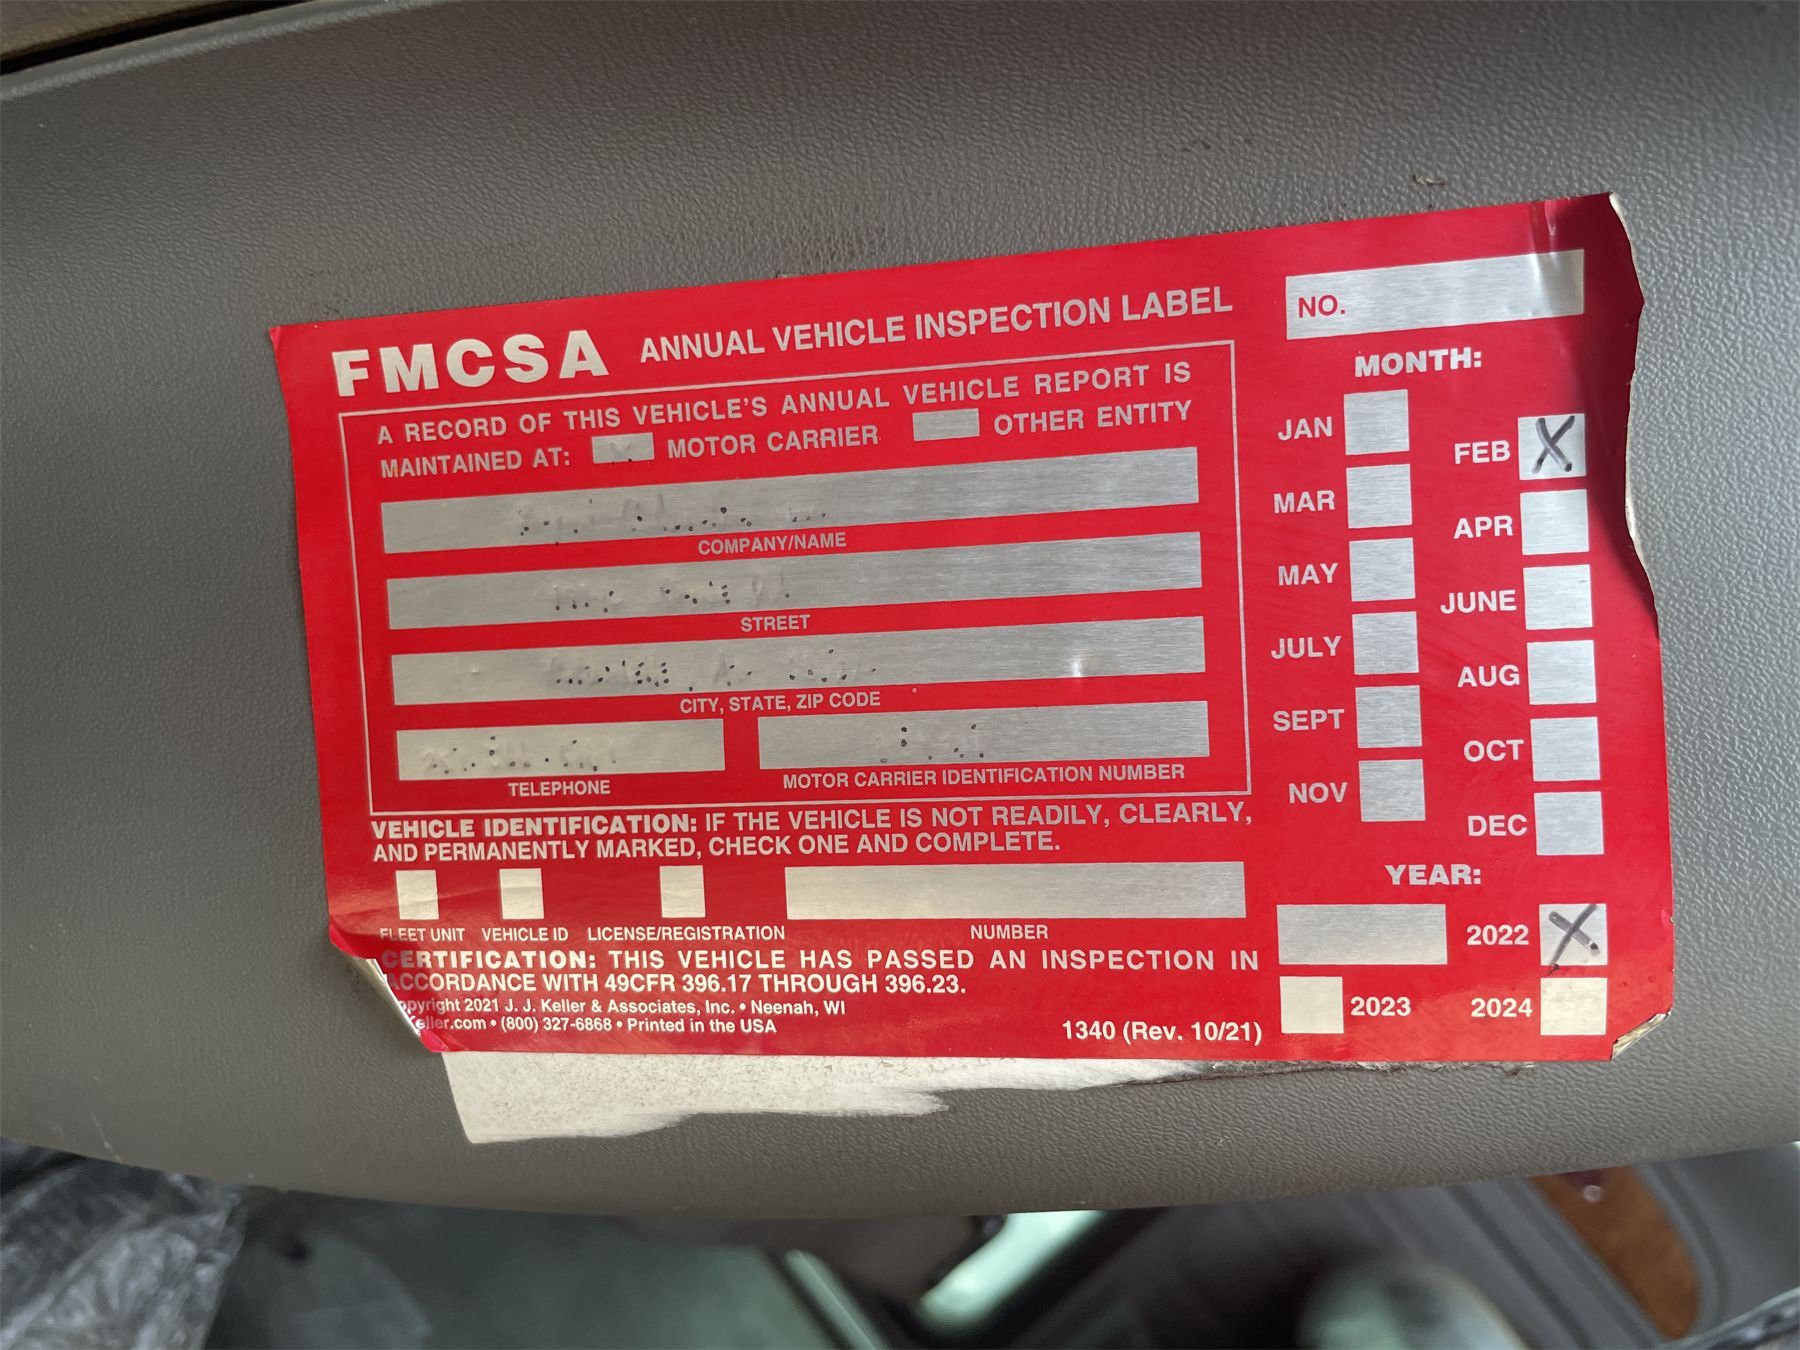 FMCSA ANNUAL VEHICLE INSPECTION LABEL
A RECORD OF THIS VEHICLE'S ANNUAL VEHICLE REPORT IS
MAINTAINED AT: MOTOR CARRIER OTHER ENTITY
COMPANY/NAME
STREET
CITY, STATE, ZIP CODE
TELEPHONE MOTOR CARRIER IDENTIFICATION NUMBER
VEHICLE IDENTIFICATION: IF THE VEHICLE IS NOT READILY, CLEARLY,
AND PERMANENTLY MARKED, CHECK ONE AND COMPLETE.
FLEET UNIT VEHICLE ID LICENSE/REGISTRATION NUMBER
CERTIFICATION: THIS VEHICLE HAS PASSED AN INSPECTION IN
ACCORDANCE WITH 49CFR 396.17 THROUGH 396.23.
opyright 2021 J. J. Keller & Associates, Inc. • Neenah, WI
eller.com • (800) 327-6868 • Printed in the USA
1340 (Rev. 10/21)
NO.
MONTH:
JAN
FEB X
MAR
APR
MAY
JUNE
JULY
AUG
SEPT
OCT
NOV
DEC
YEAR:
2022 X
2023 2024